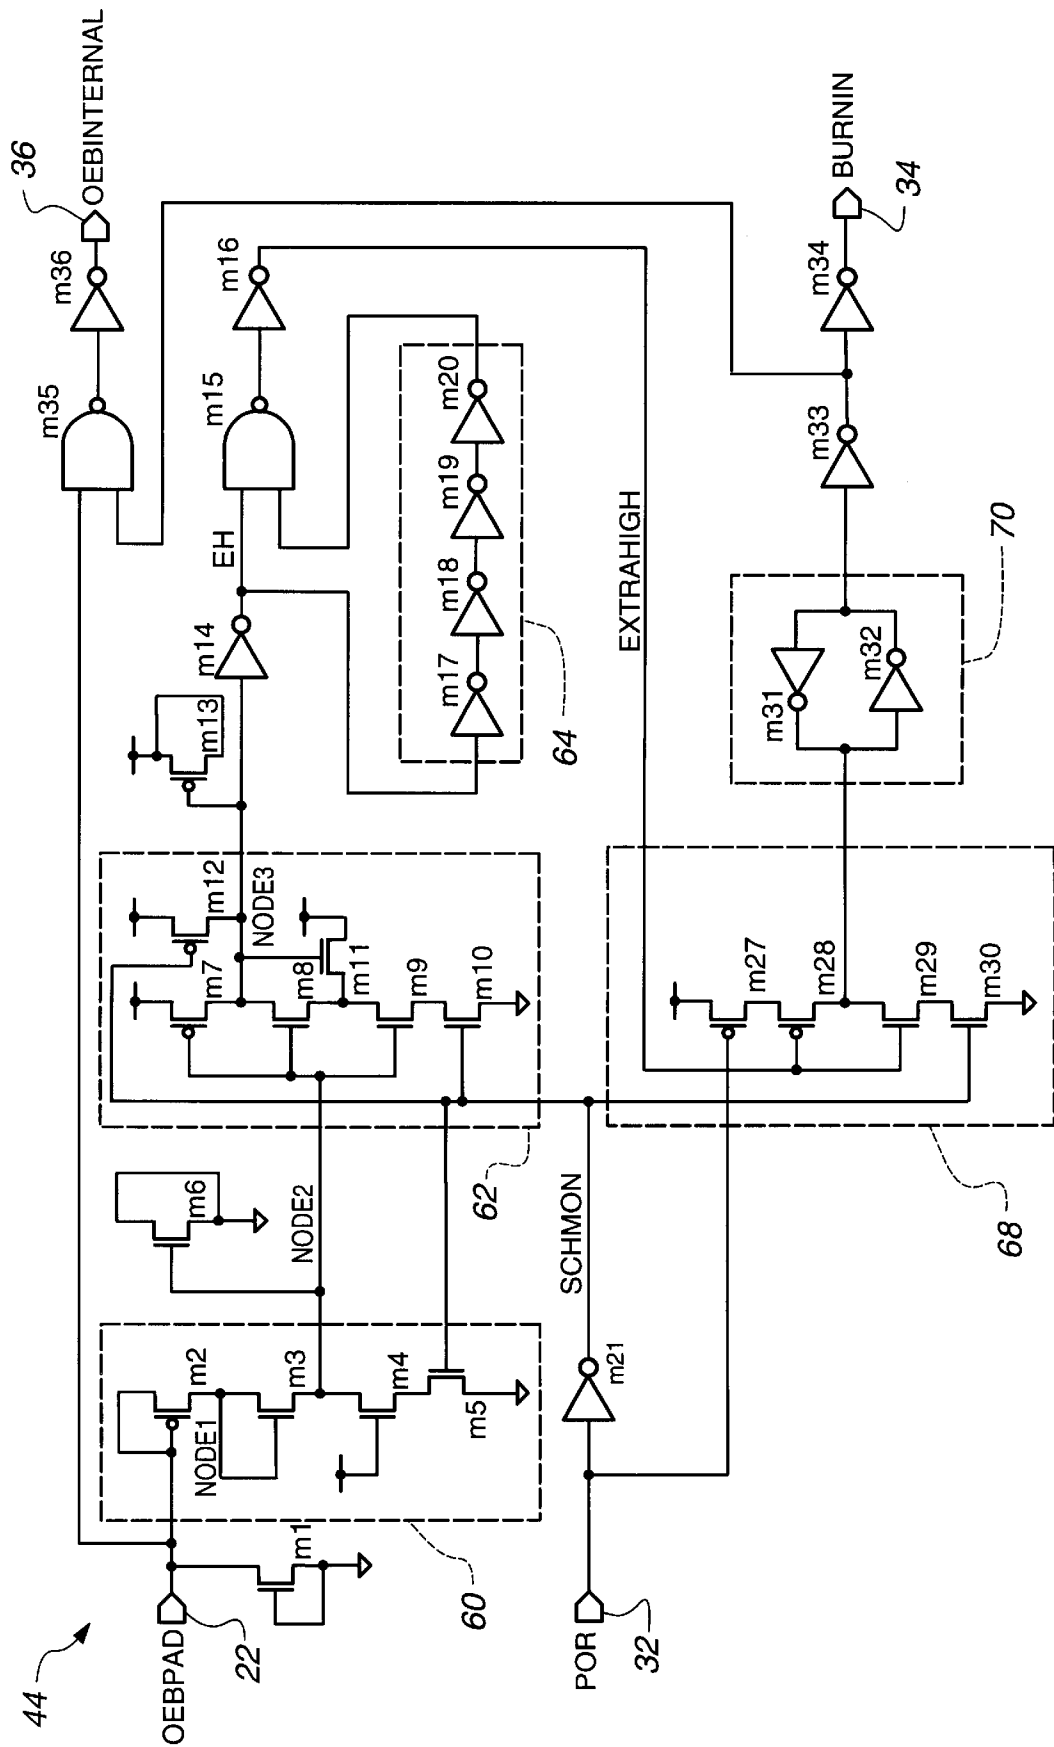 44
OEBPAD
22
m1
60
NODE1
m2
m3
m4
m5
m6
NODE2
62
m7
m12
NODE3
m8
m11
m9
m10
m13
m14
EH
m15
m16
m17
m18
m19
m20
64
m35
m36
36
OEBINTERNAL
POR
32
m21
SCHMON
68
m27
m28
m29
m30
EXTRAHIGH
m31
m32
70
m33
m34
34
BURNIN